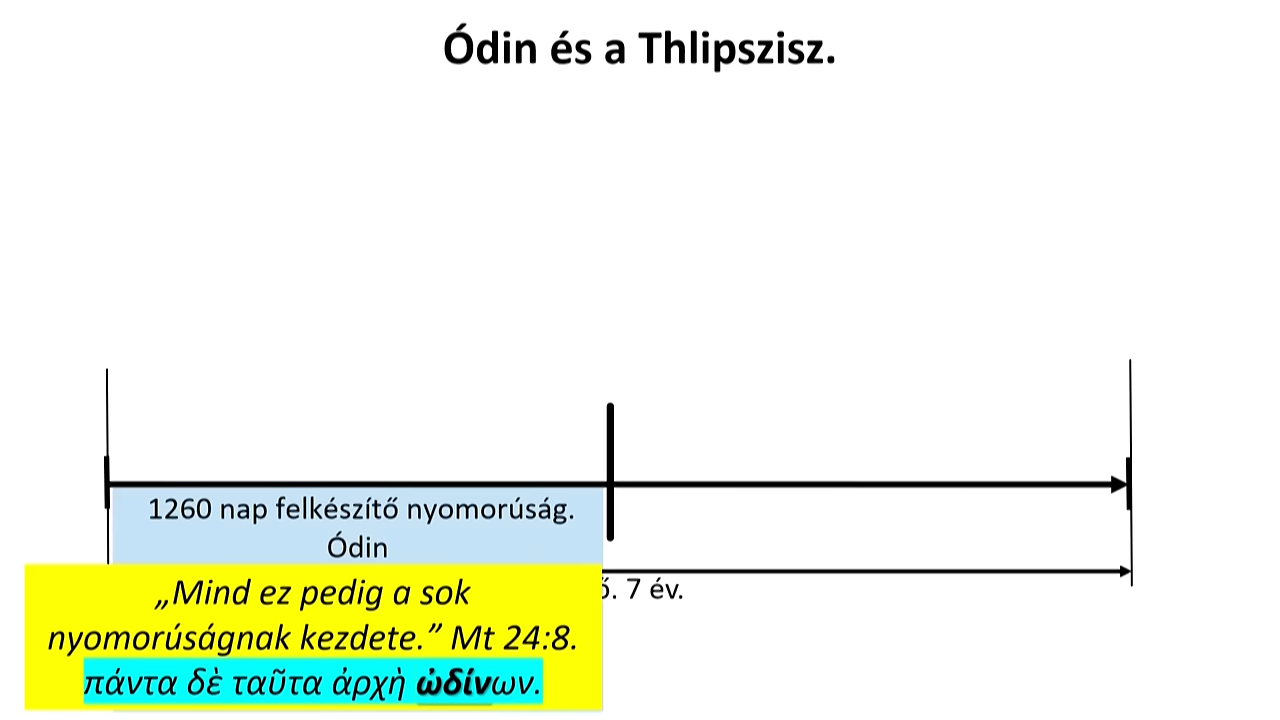 Ódin és a Thlipszisz.
1260 nap felkészítő nyomorúság.
Ódin
7 év.
„Mind ez pedig a sok
nyomorúságnak kezdete.” Mt 24:8.
πάντα δὲ ταῦτα ἀρχὴ ὠδίνων.